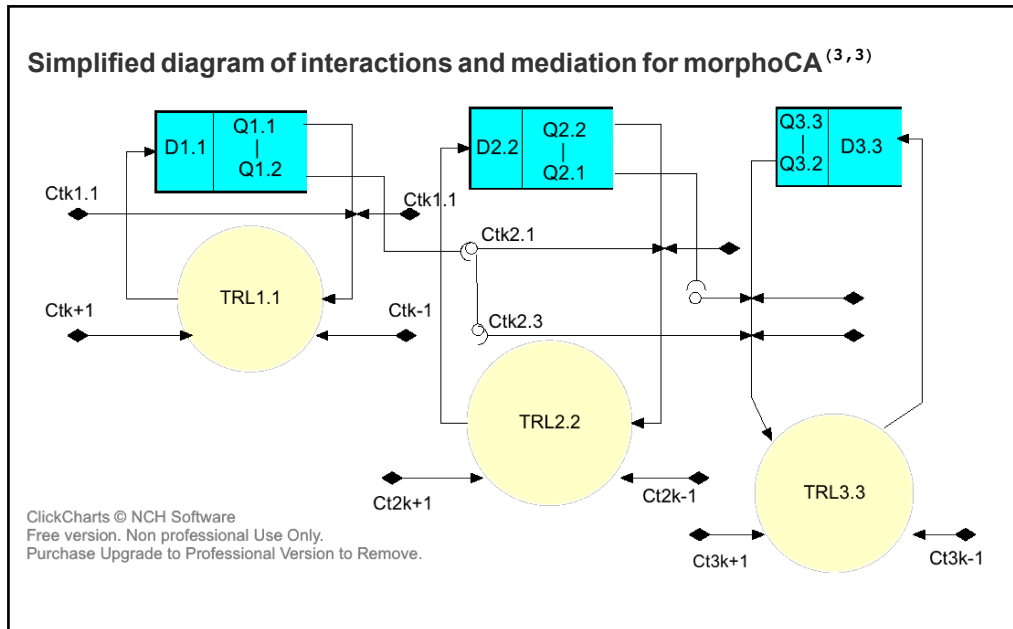 Simplified diagram of interactions and mediation for morphoCA(3,3)
D1.1
Q1.1
|
Q1.2
D2.2
Q2.2
|
Q2.1
Q3.3
|
Q3.2
D3.3
Ctk1.1
Ctk1.1
Ctk2.1
TRL1.1
Ctk+1
Ctk-1
Ctk2.3
TRL2.2
Ct2k+1
Ct2k-1
TRL3.3
Ct3k+1
Ct3k-1
ClickCharts © NCH Software
Free version. Non professional Use Only.
Purchase Upgrade to Professional Version to Remove.